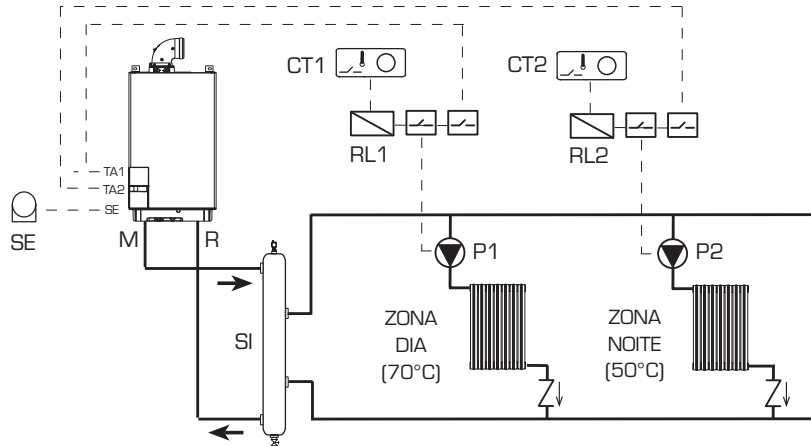 CT1
CT2
RL1
RL2
TA1
TA2
SE
SE
M
R
P1
P2
SI
ZONA
DIA
(70°C)
ZONA
NOITE
(50°C)